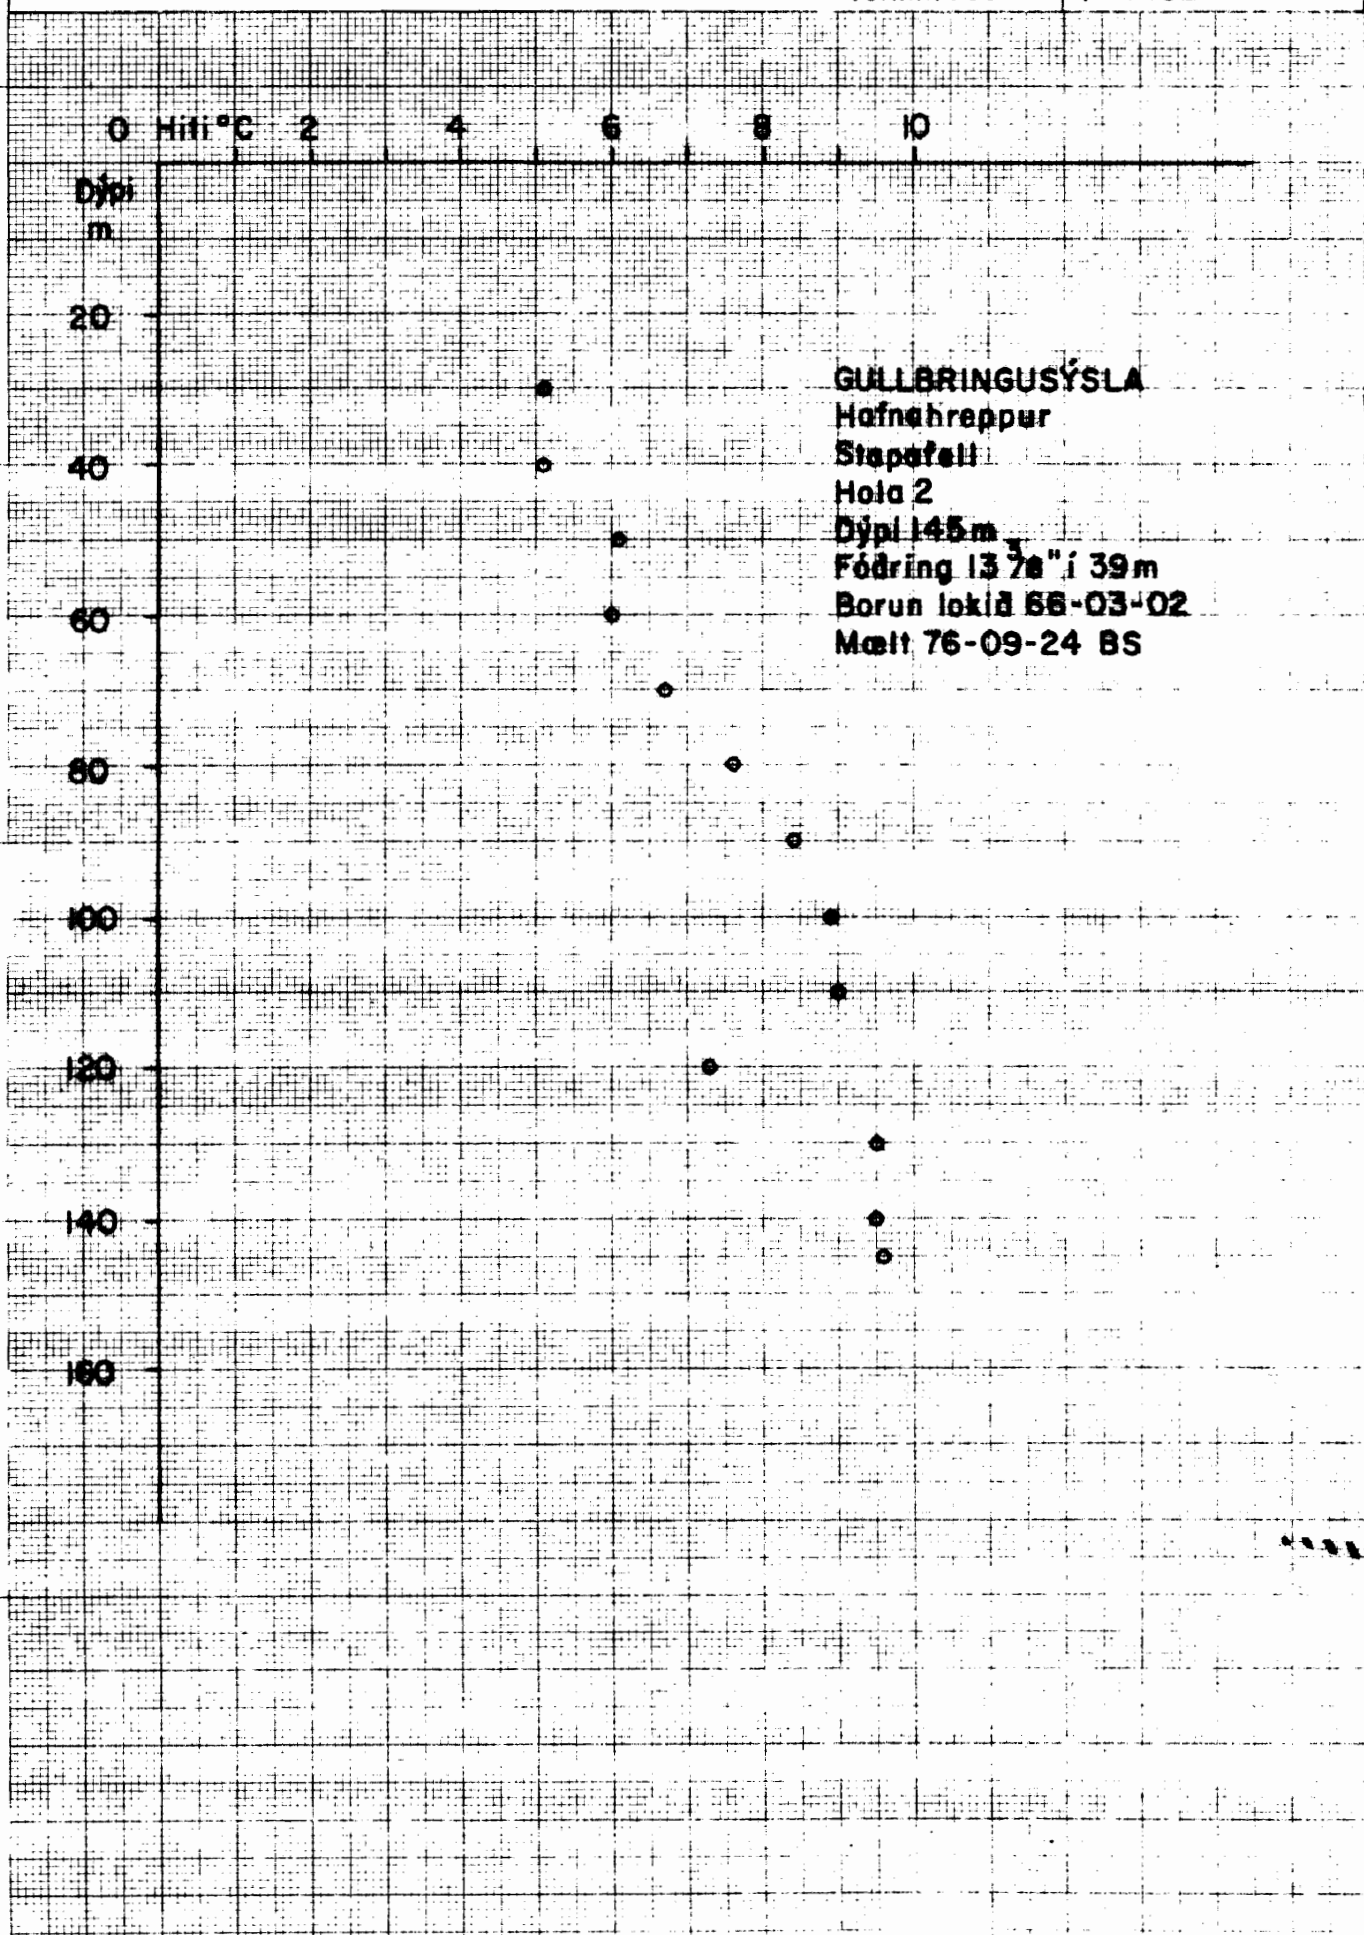 0 Hiti °C 2 4 6 8 10
Dýpi
m
20
40
60
80
100
120
140
160
GULLBRINGUSÝSLA
Hafnahreppur
Stapafell
Hola 2
Dýpi 145 m
Fóðring 13 3/8" í 39 m
Borun lokið 66-03-02
Mælt 76-09-24 BS